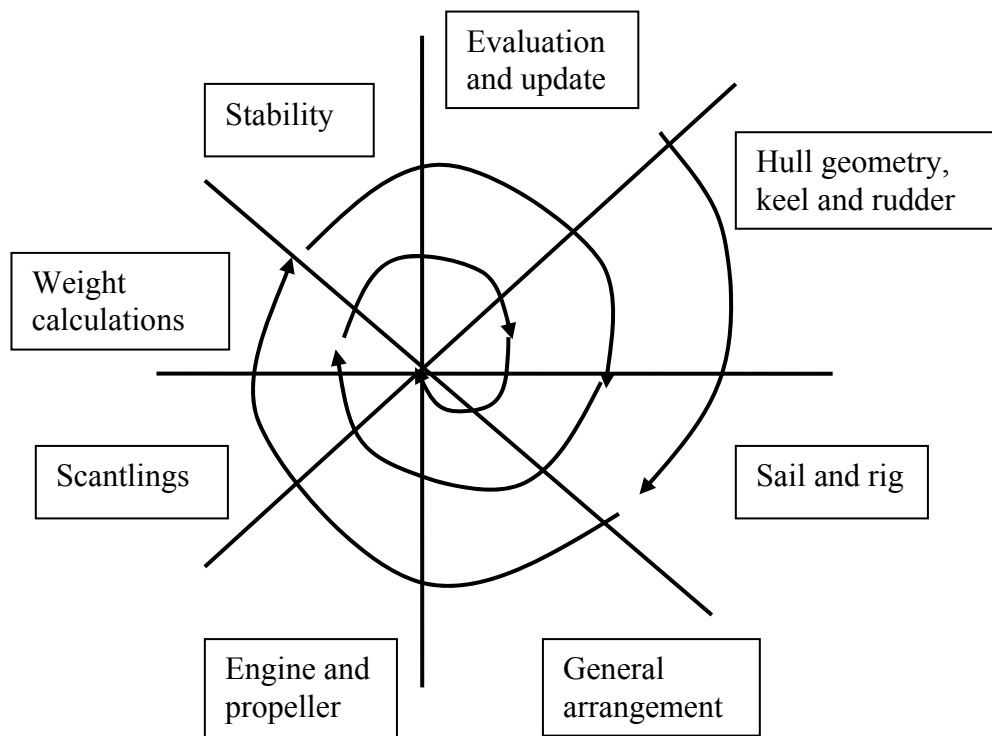 Evaluation
and update
Stability
Hull geometry,
keel and rudder
Weight
calculations
Scantlings
Sail and rig
Engine and
propeller
General
arrangement